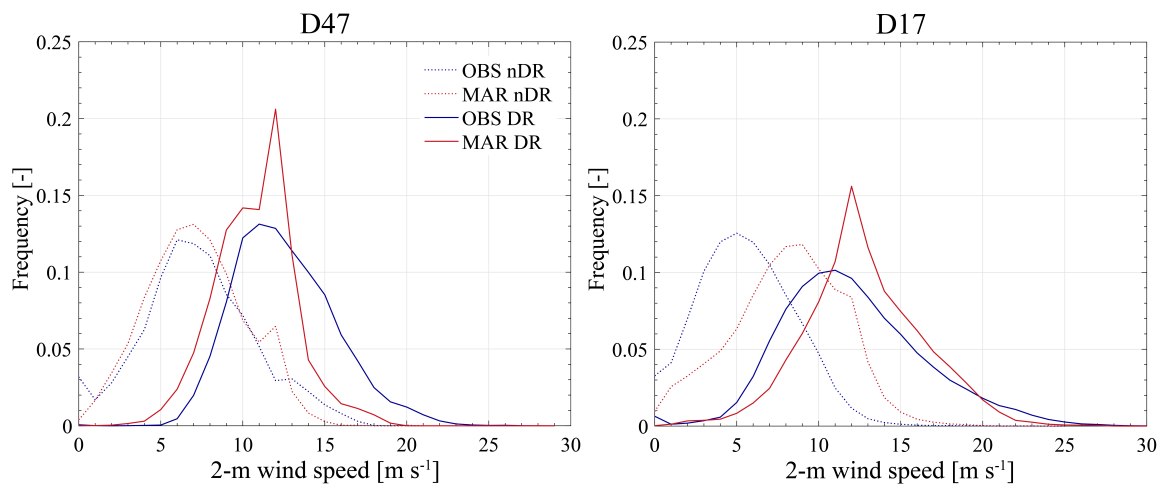 D47
0.25
0.2
0.15
0.1
0.05
0
0
5
10
15
20
25
30
Frequency [-]
2-m wind speed [m s-1]
OBS nDR
MAR nDR
OBS DR
MAR DR
D17
0.25
0.2
0.15
0.1
0.05
0
0
5
10
15
20
25
30
Frequency [-]
2-m wind speed [m s-1]